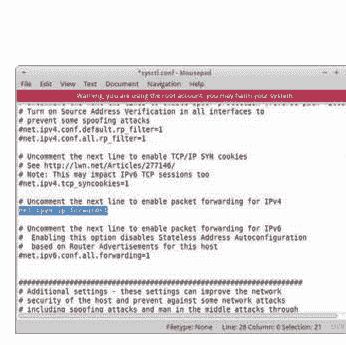 *sysctl.conf - Mousepad
File Edit View Text Document Navigation Help
Warning, you are using the root account, you may harm your system.
# Turn on Source Address Verification in all interfaces to
# prevent some spoofing attacks
#net.ipv4.conf.default.rp_filter=1
#net.ipv4.conf.all.rp_filter=1
# Uncomment the next line to enable TCP/IP SYN cookies
# See http://lwn.net/Articles/277146/
# Note: This may impact IPv6 TCP sessions too
#net.ipv4.tcp_syncookies=1
# Uncomment the next line to enable packet forwarding for IPv4
# Uncomment the next line to enable packet forwarding for IPv6
# Enabling this option disables Stateless Address Autoconfiguration
# based on Router Advertisements for this host
#net.ipv6.conf.all.forwarding=1
###################################################################
# Additional settings - these settings can improve the network
# security of the host and prevent against some network attacks
# including spoofing attacks and man in the middle attacks through
Filetype: None Line: 28 Column: 0 Selection: 21